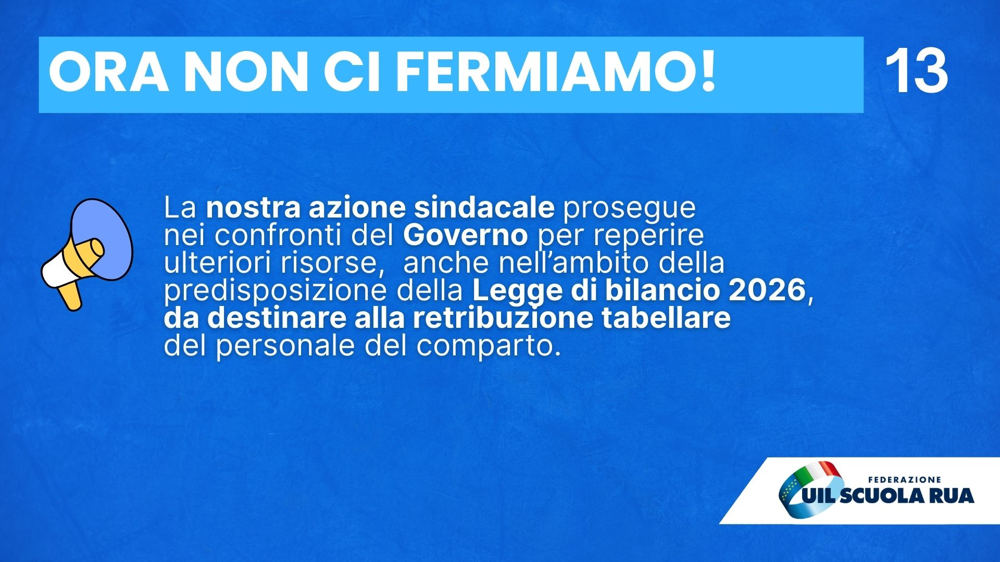 ORA NON CI FERMIAMO!
13
La nostra azione sindacale prosegue
nei confronti del Governo per reperire
ulteriori risorse,  anche nell’ambito della
predisposizione della Legge di bilancio 2026,
da destinare alla retribuzione tabellare
del personale del comparto.
FEDERAZIONE
UIL SCUOLA RUA